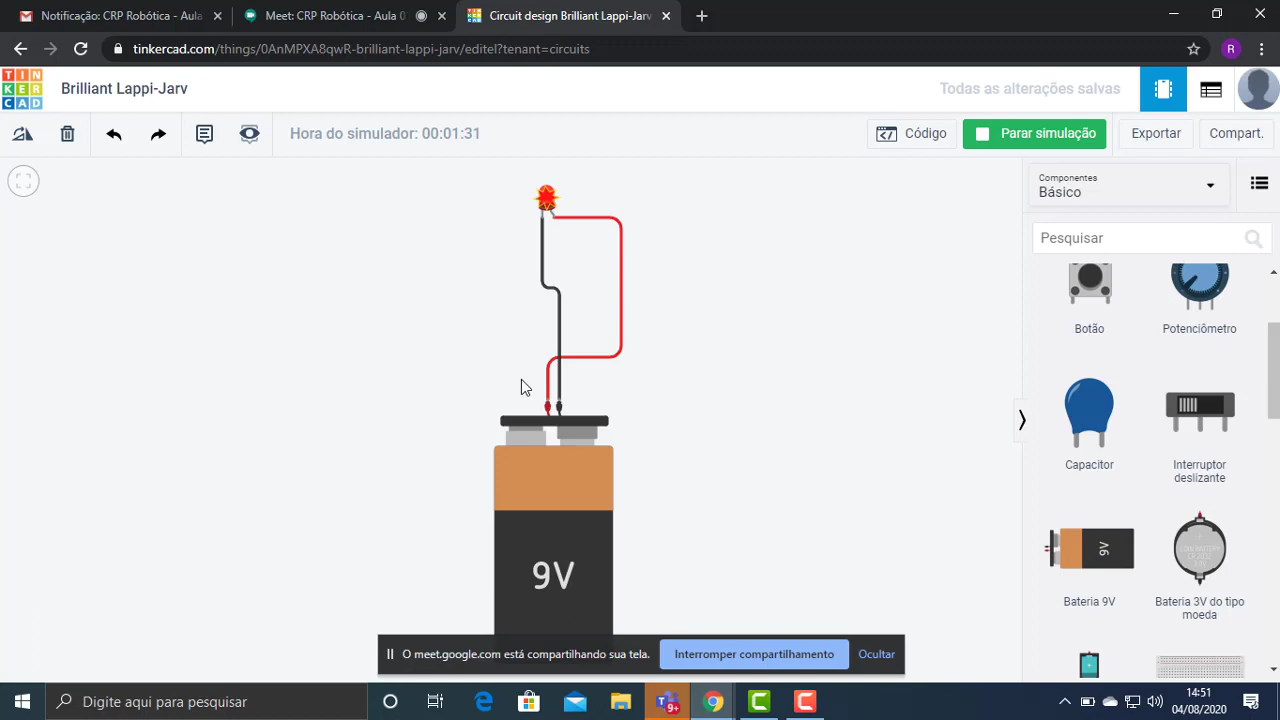 Notificação: CRP Robótica - Aula
Meet: CRP Robótica - Aula 0
Circuit design Brilliant Lappi-Jarv
tinkercad.com/things/0AnMPXA8qwR-brilliant-lappi-jarv/editel?tenant=circuits
R
TIN
KER
CAD
Brilliant Lappi-Jarv
Todas as alterações salvas
Hora do simulador: 00:01:31
Código
Parar simulação
Exportar
Compart.
Componentes
Básico
Pesquisar
Botão
Potenciômetro
Capacitor
Interruptor
deslizante
9V
Bateria 9V
Bateria 3V do tipo
moeda
9V
O meet.google.com está compartilhando sua tela.
Interromper compartilhamento
Ocultar
Digite aqui para pesquisar
9+
14:51
04/08/2020